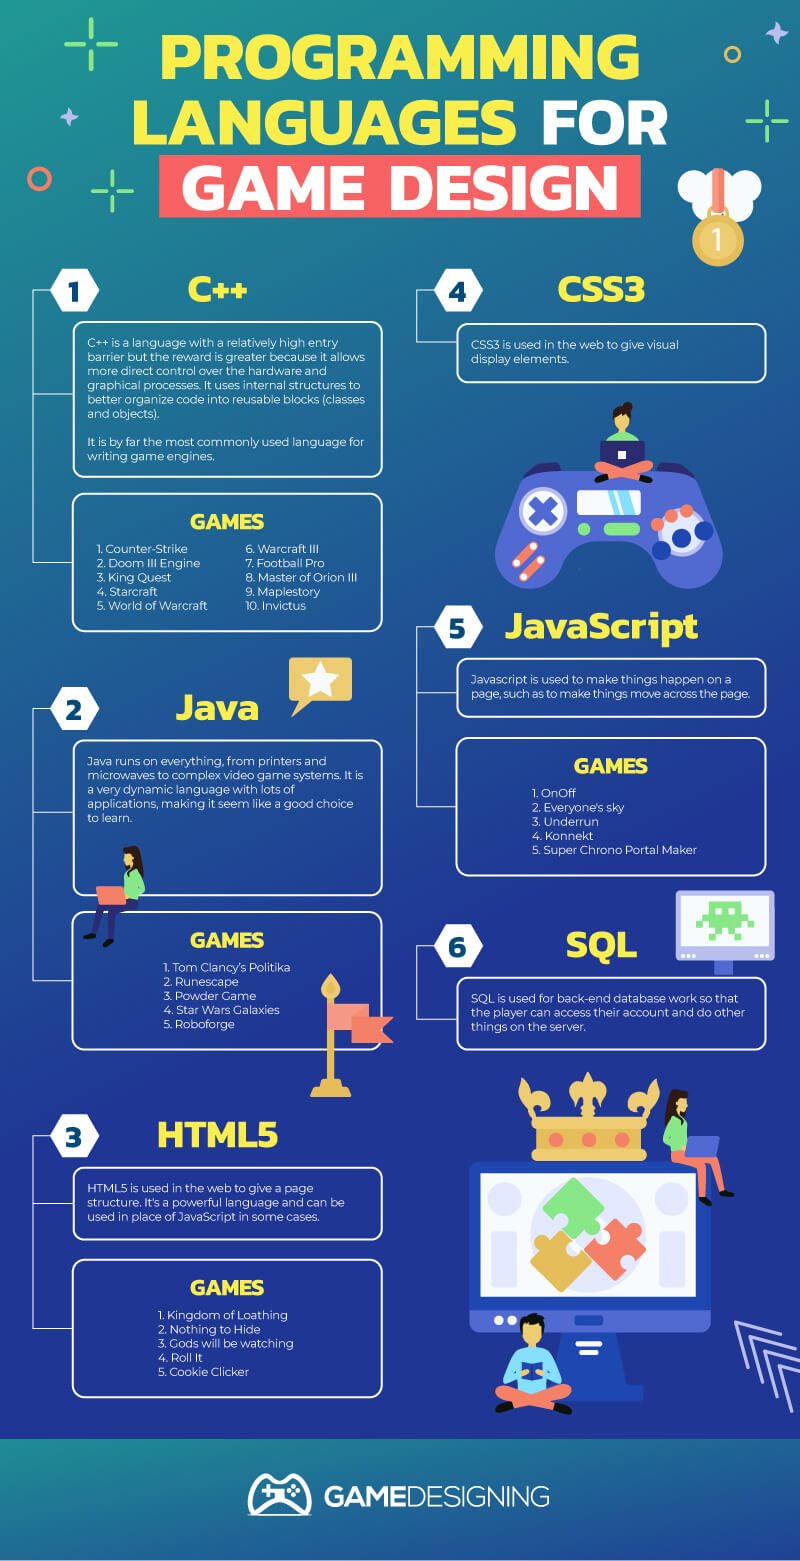 PROGRAMMING
LANGUAGES FOR
GAME DESIGN
1
1
C++
C++ is a language with a relatively high entry
barrier but the reward is greater because it allows
more direct control over the hardware and
graphical processes. It uses internal structures to
better organize code into reusable blocks (classes
and objects).
It is by far the most commonly used language for
writing game engines.
GAMES
1. Counter-Strike
2. Doom III Engine
3. King Quest
4. Starcraft
5. World of Warcraft
6. Warcraft III
7. Football Pro
8. Master of Orion III
9. Maplestory
10. Invictus
2
Java
Java runs on everything, from printers and
microwaves to complex video game systems. It is
a very dynamic language with lots of
applications, making it seem like a good choice
to learn.
GAMES
1. Tom Clancy's Politika
2. Runescape
3. Powder Game
4. Star Wars Galaxies
5. Roboforge
3
HTML5
HTML5 is used in the web to give a page
structure. It's a powerful language and can be
used in place of JavaScript in some cases.
GAMES
1. Kingdom of Loathing
2. Nothing to Hide
3. Gods will be watching
4. Roll It
5. Cookie Clicker
4
CSS3
CSS3 is used in the web to give visual
display elements.
5
JavaScript
Javascript is used to make things happen on a
page, such as to make things move across the page.
GAMES
1. OnOff
2. Everyone's sky
3. Underrun
4. Konnekt
5. Super Chrono Portal Maker
6
SQL
SQL is used for back-end database work so that
the player can access their account and do other
things on the server.
GAMEDESIGNING